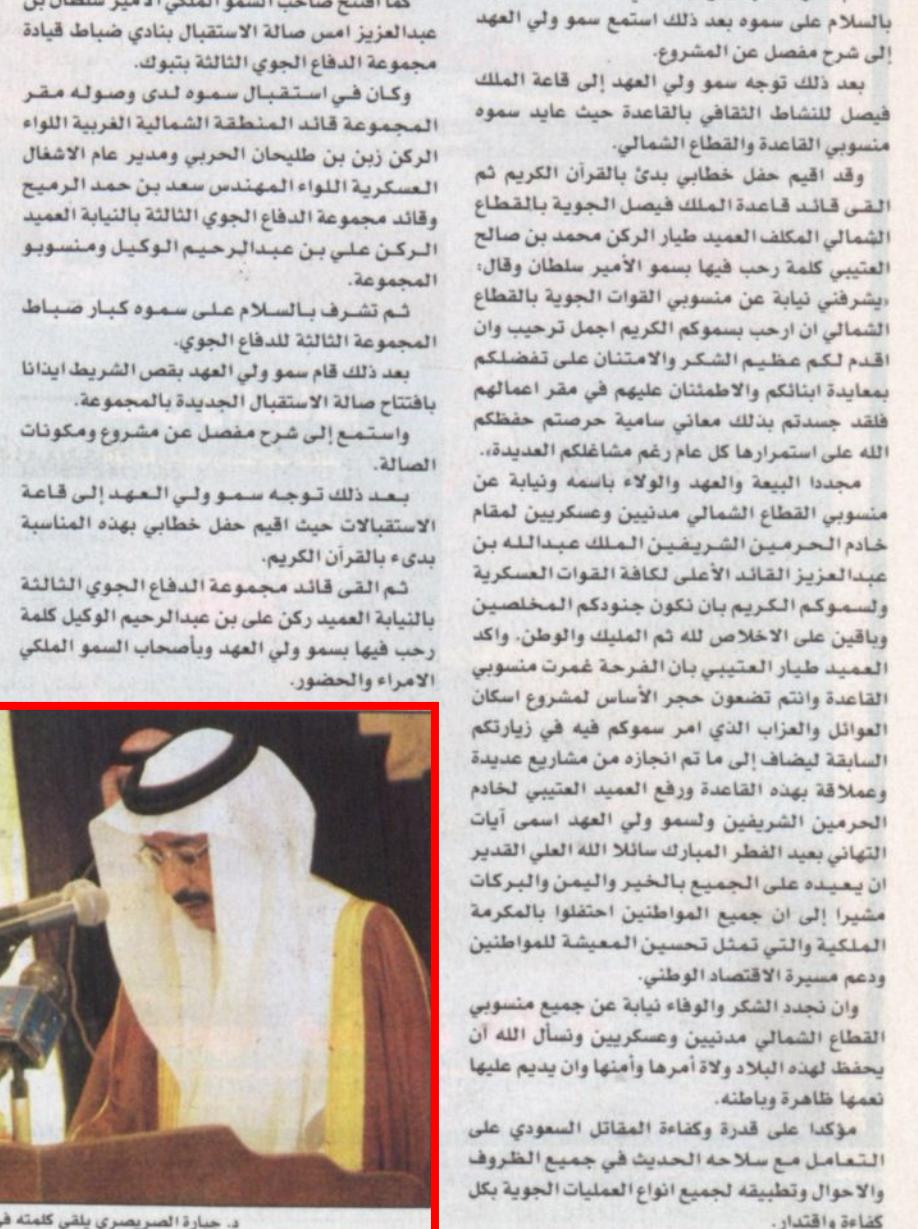 بالسلام على سموه بعد ذلك استمع سمو ولي العهد
إلى شرح مفصل عن المشروع.
بعد ذلك توجه سمو ولي العهد إلى قاعة الملك
فيصل للنشاط الثقافي بالقاعدة حيث عايد سموه
منسوبي القاعدة والقطاع الشمالي.
وقد اقيم حفل خطابي بدئ بالقرآن الكريم ثم
القى قائد قاعدة الملك فيصل الجوية بالقطاع
الشمالي المكلف العميد طيار الركن محمد بن صالح
العتيبي كلمة رحب فيها بسمو الأمير سلطان وقال:
«يشرفني نيابة عن منسوبي القوات الجوية بالقطاع
الشمالي ان ارحب بسموكم الكريم اجمل ترحيب وان
اقدم لكم عظيم الشكر والامتنان على تفضلكم
بمعايدة ابنائكم والاطمئنان عليهم في مقر اعمالهم
فلقد جسدتم بذلك معاني سامية حرصتم حفظكم
الله على استمرارها كل عام رغم مشاغلكم العديدة».
مجددا البيعة والعهد والولاء باسمه ونيابة عن
منسوبي القطاع الشمالي مدنيين وعسكريين لمقام
خادم الحرمين الشريفين الملك عبدالله بن
عبدالعزيز القائد الأعلى لكافة القوات العسكرية
ولسموكم الكريم بان نكون جنودكم المخلصين
وباقين على الاخلاص لله ثم المليك والوطن. واكد
العميد طيار العتيبي بان الفرحة غمرت منسوبي
القاعدة وانتم تضعون حجر الأساس لمشروع اسكان
العوائل والعزاب الذي امر سموكم فيه في زيارتكم
السابقة ليضاف إلى ما تم انجازه من مشاريع عديدة
وعملاقة بهذه القاعدة ورفع العميد العتيبي لخادم
الحرمين الشريفين ولسمو ولي العهد اسمى آيات
التهاني بعيد الفطر المبارك سائلا الله العلي القدير
ان يعيده على الجميع بالخير واليمن والبركات
مشيرا إلى ان جميع المواطنين احتفلوا بالمكرمة
الملكية والتي تمثل تحسين المعيشة للمواطنين
ودعم مسيرة الاقتصاد الوطني.
وان نجدد الشكر والوفاء نيابة عن جميع منسوبي
القطاع الشمالي مدنيين وعسكريين ونسأل الله أن
يحفظ لهذه البلاد ولاة أمرها وأمنها وان يديم عليها
نعمها ظاهرة وباطنه.
مؤكدا على قدرة وكفاءة المقاتل السعودي على
التعامل مع سلاحه الحديث في جميع الظروف
والاحوال وتطبيقه لجميع انواع العمليات الجوية بكل
كفاءة واقتدار.
كما افتتح صاحب السمو الملكي الأمير سلطان بن
عبدالعزيز امس صالة الاستقبال بنادي ضباط قيادة
مجموعة الدفاع الجوي الثالثة بتبوك.
وكان في استقبال سموه لدى وصوله مقر
المجموعة قائد المنطقة الشمالية الغربية اللواء
الركن زبن بن طليحان الحربي ومدير عام الاشغال
العسكرية اللواء المهندس سعد بن حمد الرميح
وقائد مجموعة الدفاع الجوي الثالثة بالنيابة العميد
الركن علي بن عبدالرحيم الوكيل ومنسوبو
المجموعة.
ثم تشرف بالسلام على سموه كبار ضباط
المجموعة الثالثة للدفاع الجوي.
بعد ذلك قام سمو ولي العهد بقص الشريط ايذانا
بافتتاح صالة الاستقبال الجديدة بالمجموعة.
واستمع إلى شرح مفصل عن مشروع ومكونات
الصالة.
بعد ذلك توجه سمو ولي العهد إلى قاعة
الاستقبالات حيث اقيم حفل خطابي بهذه المناسبة
بدىء بالقرآن الكريم.
ثم القى قائد مجموعة الدفاع الجوي الثالثة
بالنيابة العميد ركن على بن عبدالرحيم الوكيل كلمة
رحب فيها بسمو ولي العهد وبأصحاب السمو الملكي
الامراء والحضور.
د. جبارة الصريصري يلقي كلمته في